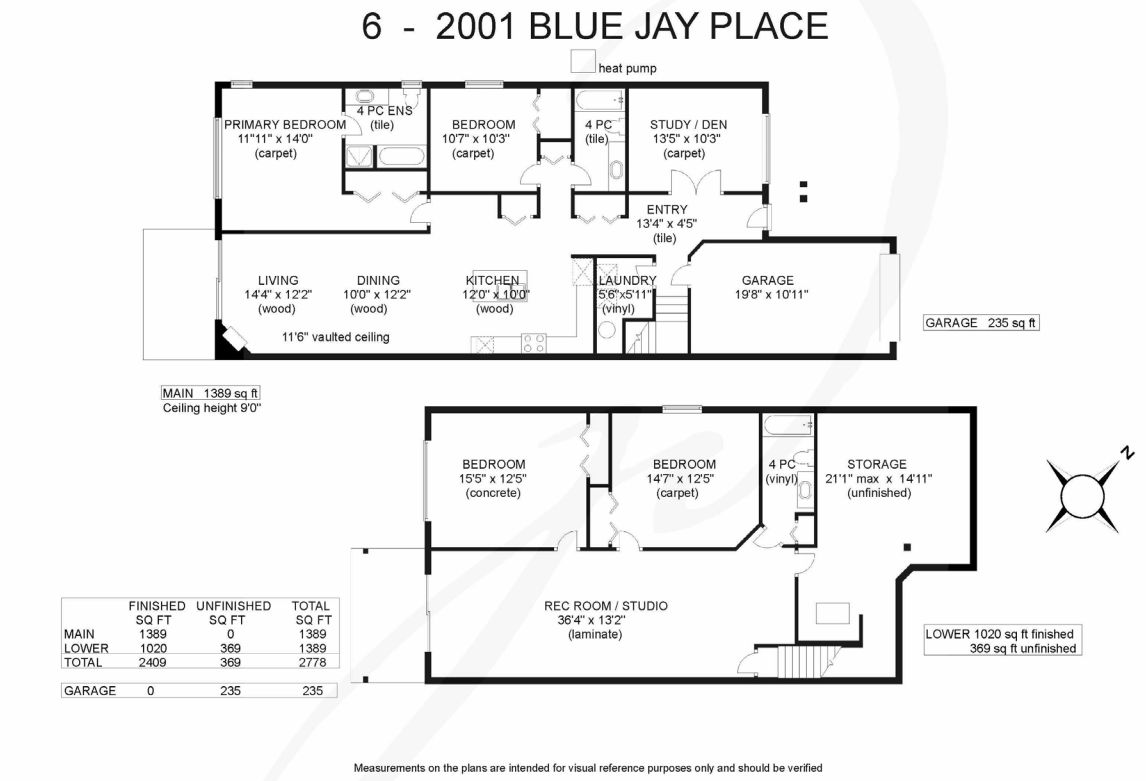 6 - 2001 BLUE JAY PLACE
heat pump
PRIMARY BEDROOM
11'11" x 14'0"
(carpet)
4 PC ENS
(tile)
BEDROOM
10'7" x 10'3"
(carpet)
4 PC
(tile)
STUDY / DEN
13'5" x 10'3"
(carpet)
ENTRY
13'4" x 4'5"
(tile)
LIVING
14'4" x 12'2"
(wood)
DINING
10'0" x 12'2"
(wood)
KITCHEN
12'0" x 10'0"
(wood)
LAUNDRY
5'6"x5'11"
(vinyl)
GARAGE
19'8" x 10'11"
11'6" vaulted ceiling
GARAGE 235 sq ft
MAIN 1389 sq ft
Ceiling height 9'0"
BEDROOM
15'5" x 12'5"
(concrete)
BEDROOM
14'7" x 12'5"
(carpet)
4 PC
(vinyl)
STORAGE
21'1" max x 14'11"
(unfinished)
N
REC ROOM / STUDIO
36'4" x 13'2"
(laminate)
LOWER 1020 sq ft finished
369 sq ft unfinished
FINISHED UNFINISHED TOTAL
SQ FT SQ FT SQ FT
MAIN 1389 0 1389
LOWER 1020 369 1389
TOTAL 2409 369 2778
GARAGE 0 235 235
Measurements on the plans are intended for visual reference purposes only and should be verified